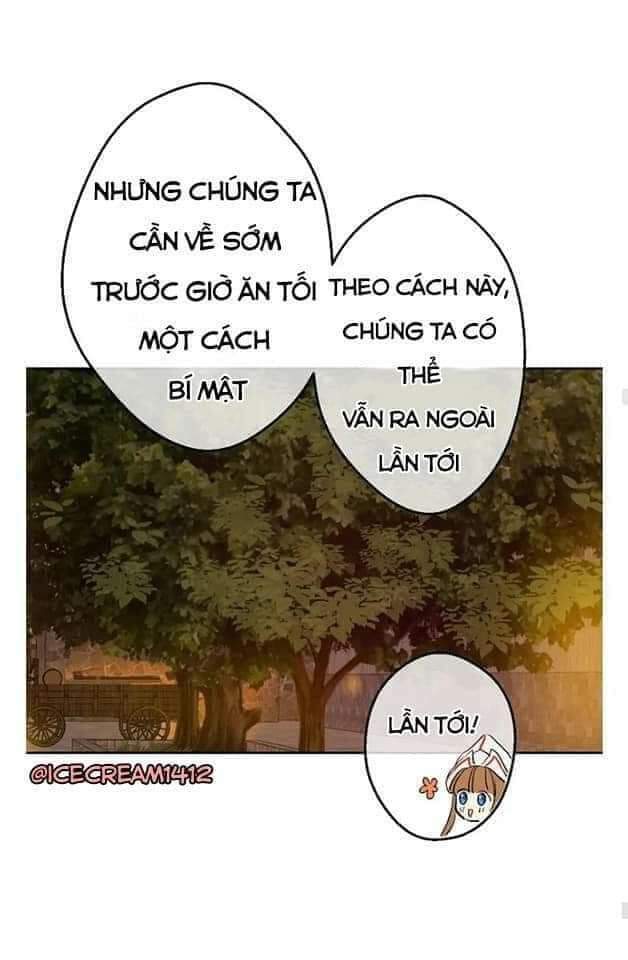 NHƯNG CHÚNG TA
CẦN VỀ SỚM
TRƯỚC GIỜ ĂN TỐI
MỘT CÁCH
BÍ MẬT
THEO CÁCH NÀY,
CHÚNG TA CÓ
THỂ
VẪN RA NGOÀI
LẦN TỚI
LẦN TỚI!
@ICECREAM1412